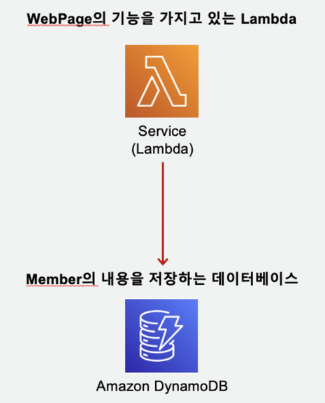 WebPage의 기능을 가지고 있는 Lambda
Service
(Lambda)
Member의 내용을 저장하는 데이터베이스
Amazon DynamoDB